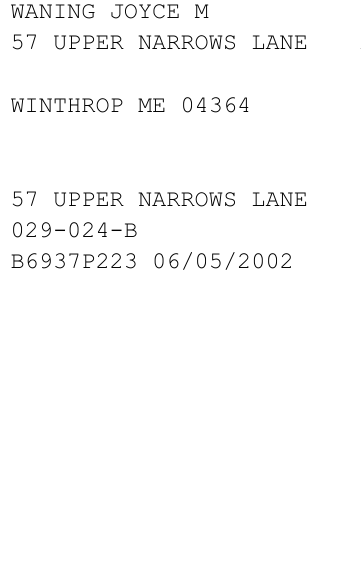 WANING JOYCE M
57 UPPER NARROWS LANE
WINTHROP ME 04364
57 UPPER NARROWS LANE
029-024-B
B6937P223 06/05/2002